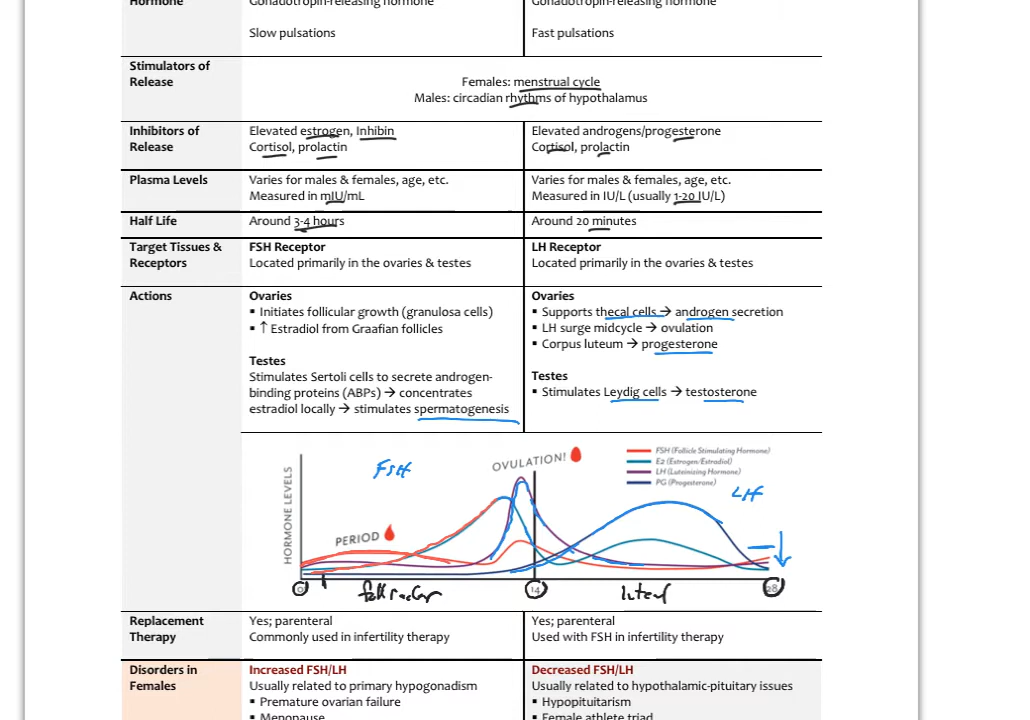 Hormone
Gonadotropin-releasing hormone
Slow pulsations
Gonadotropin-releasing hormone
Fast pulsations
Stimulators of
Release
Females: menstrual cycle
Males: circadian rhythms of hypothalamus
Inhibitors of
Release
Elevated estrogen, Inhibin
Cortisol, prolactin
Elevated androgens/progesterone
Cortisol, prolactin
Plasma Levels
Varies for males & females, age, etc.
Measured in mIU/mL
Varies for males & females, age, etc.
Measured in IU/L (usually 1-20 IU/L)
Half Life
Around 3-4 hours
Around 20 minutes
Target Tissues &
Receptors
FSH Receptor
Located primarily in the ovaries & testes
LH Receptor
Located primarily in the ovaries & testes
Actions
Ovaries
▪ Initiates follicular growth (granulosa cells)
▪ ↑ Estradiol from Graafian follicles
Testes
Stimulates Sertoli cells to secrete androgen-
binding proteins (ABPs) → concentrates
estradiol locally → stimulates spermatogenesis
Ovaries
▪ Supports thecal cells → androgen secretion
▪ LH surge midcycle → ovulation
▪ Corpus luteum → progesterone
Testes
▪ Stimulates Leydig cells → testosterone
HORMONE LEVELS
FSH
PERIOD
OVULATION!
FSH (Follicle Stimulating Hormone)
E2 (Estrogen/Estradiol)
LH (Luteinizing Hormone)
PG (Progesterone)
LH
0
14
28
luteal
Replacement
Therapy
Yes; parenteral
Commonly used in infertility therapy
Yes; parenteral
Used with FSH in infertility therapy
Disorders in
Females
Increased FSH/LH
Usually related to primary hypogonadism
▪ Premature ovarian failure
▪ Menopause
Decreased FSH/LH
Usually related to hypothalamic-pituitary issues
▪ Hypopituitarism
▪ Female athlete triad